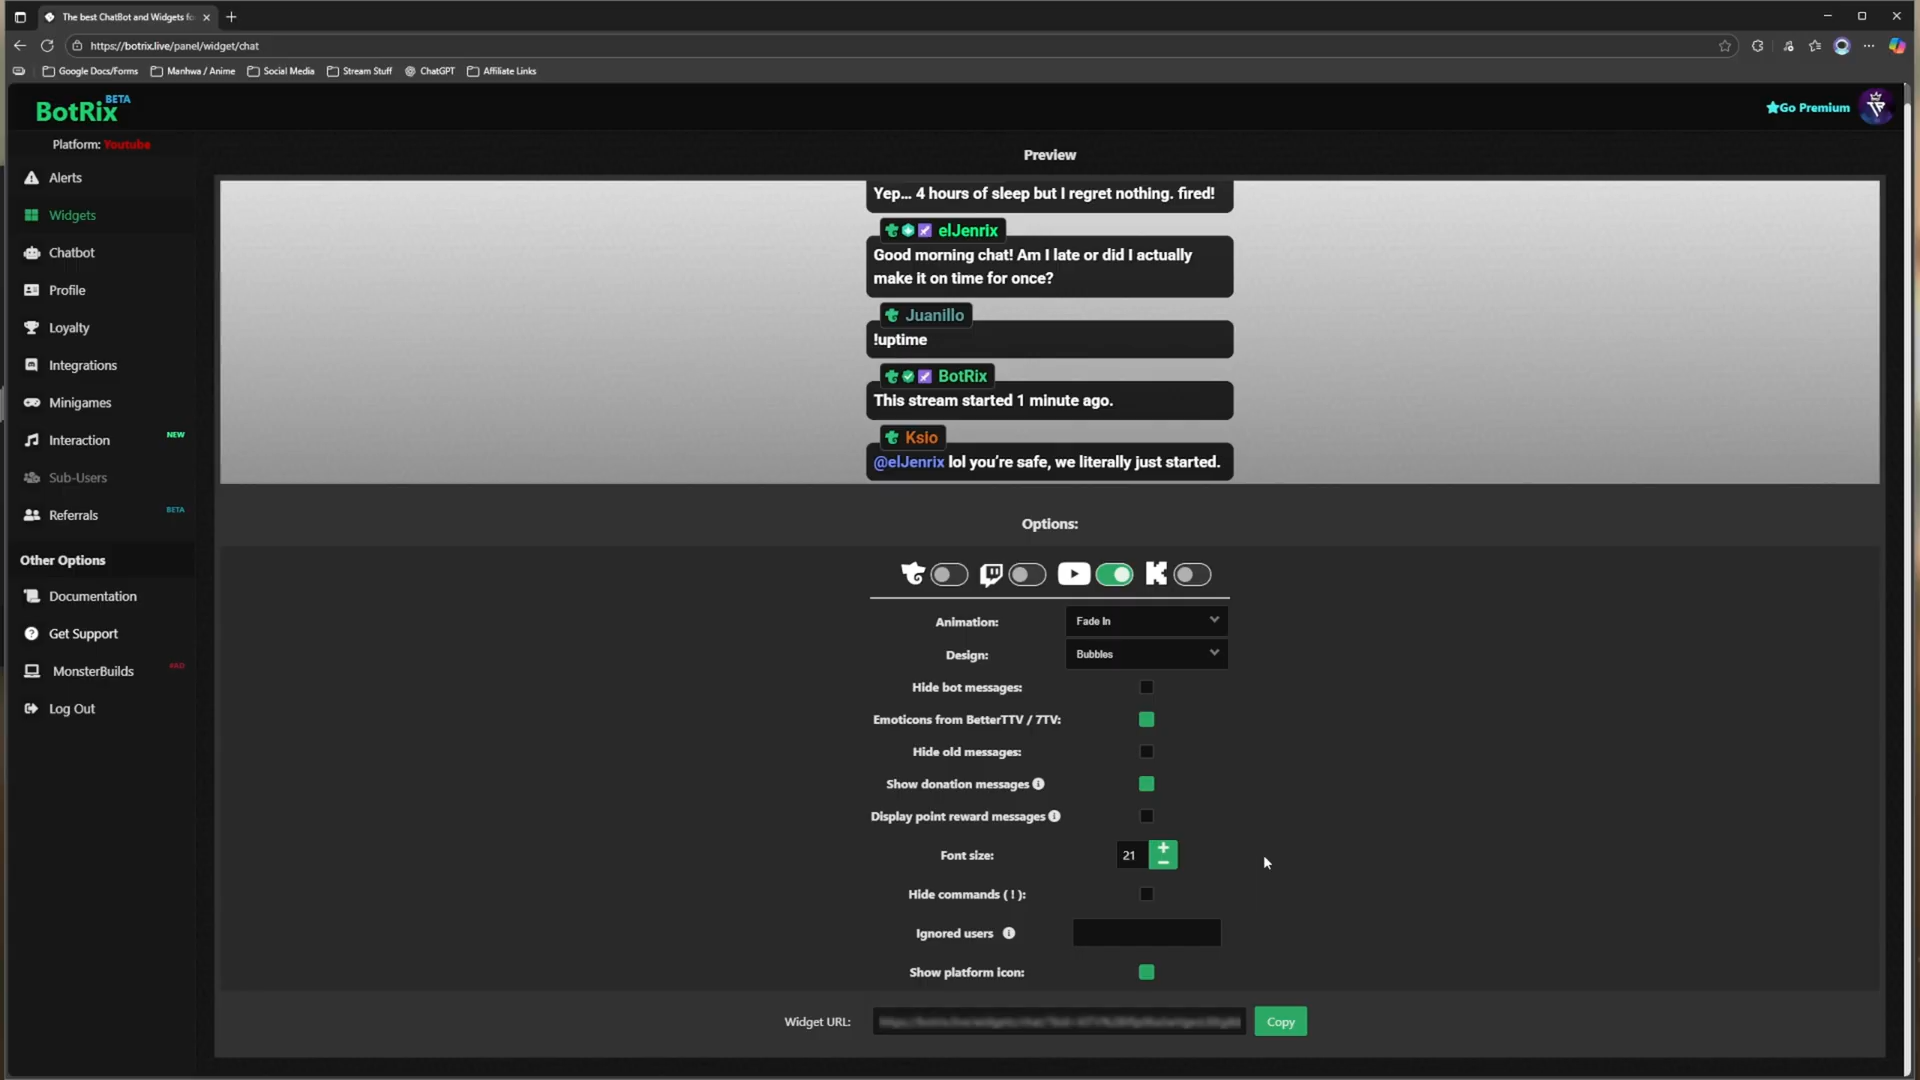 The best ChatBot and Widgets fo
https://botrix.live/panel/widget/chat
Google Docs/Forms
Manhwa / Anime
Social Media
Stream Stuff
ChatGPT
Affiliate Links
BotRix BETA
Go Premium
Platform: Youtube
Alerts
Widgets
Chatbot
Profile
Loyalty
Integrations
Minigames
Interaction NEW
Sub-Users
Referrals BETA
Other Options
Documentation
Get Support
MonsterBuilds #AD
Log Out
Preview
Yep... 4 hours of sleep but I regret nothing. fired!
elJenrix
Good morning chat! Am I late or did I actually
make it on time for once?
Juanillo
!uptime
BotRix
This stream started 1 minute ago.
Ksio
@elJenrix lol you’re safe, we literally just started.
Options:
Animation: Fade In
Design: Bubbles
Hide bot messages:
Emoticons from BetterTTV / 7TV:
Hide old messages:
Show donation messages
Display point reward messages
Font size: 21
Hide commands ( ! ):
Ignored users
Show platform icon:
Widget URL:
Copy